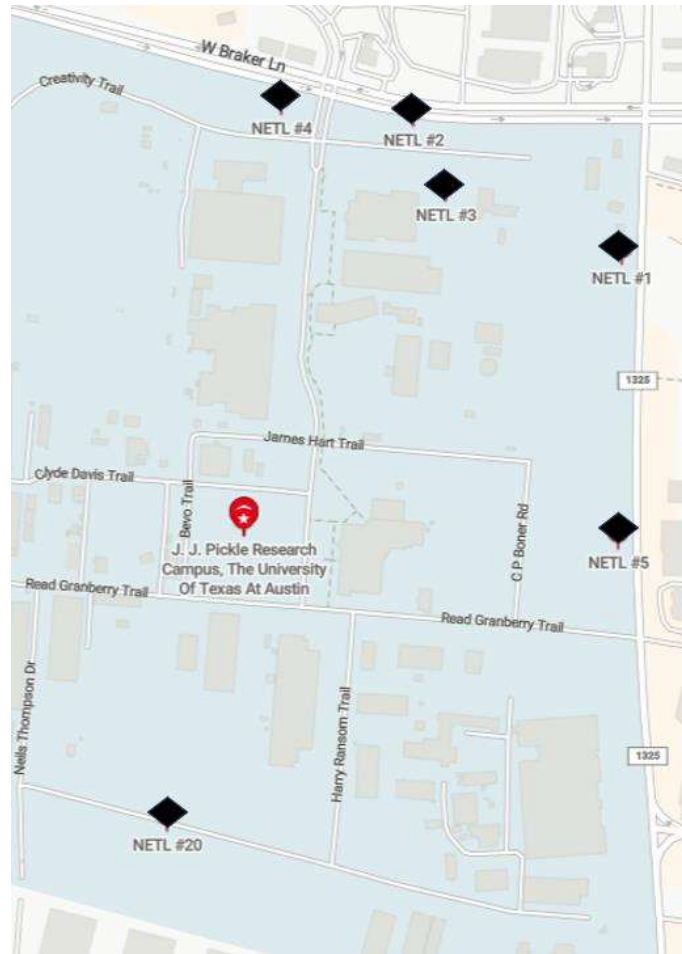 W Braker Ln
Creativity Trail
NETL #4
NETL #2
NETL #3
NETL #1
1325
James Hart Trail
Clyde Davis Trail
Bevo Trail
C P Boner Rd
J. J. Pickle Research
Campus, The University
Of Texas At Austin
NETL #5
Read Granberry Trail
Read Granberry Trail
Neils Thompson Dr
Harry Ransom Trail
1325
NETL #20